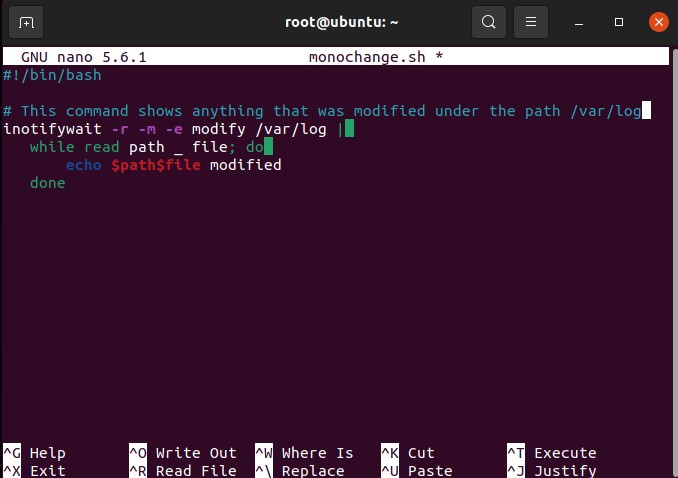 root@ubuntu: ~
GNU nano 5.6.1 monochange.sh *
#!/bin/bash
# This command shows anything that was modified under the path /var/log
inotifywait -r -m -e modify /var/log |
while read path _ file; do
echo $path$file modified
done
^G Help ^O Write Out ^W Where Is ^K Cut ^T Execute
^X Exit ^R Read File ^\ Replace ^U Paste ^J Justify